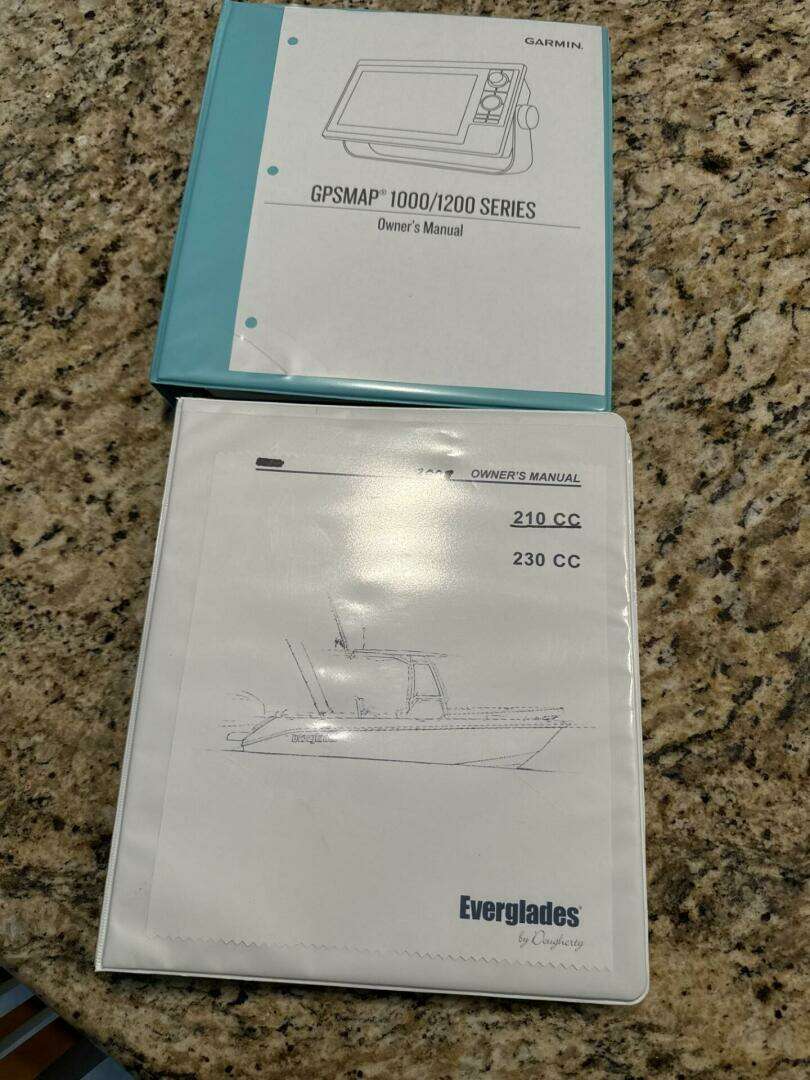 GARMIN.
GPSMAP® 1000/1200 SERIES
Owner's Manual
OWNER'S MANUAL
210 CC
230 CC
Everglades®
by Dougherty